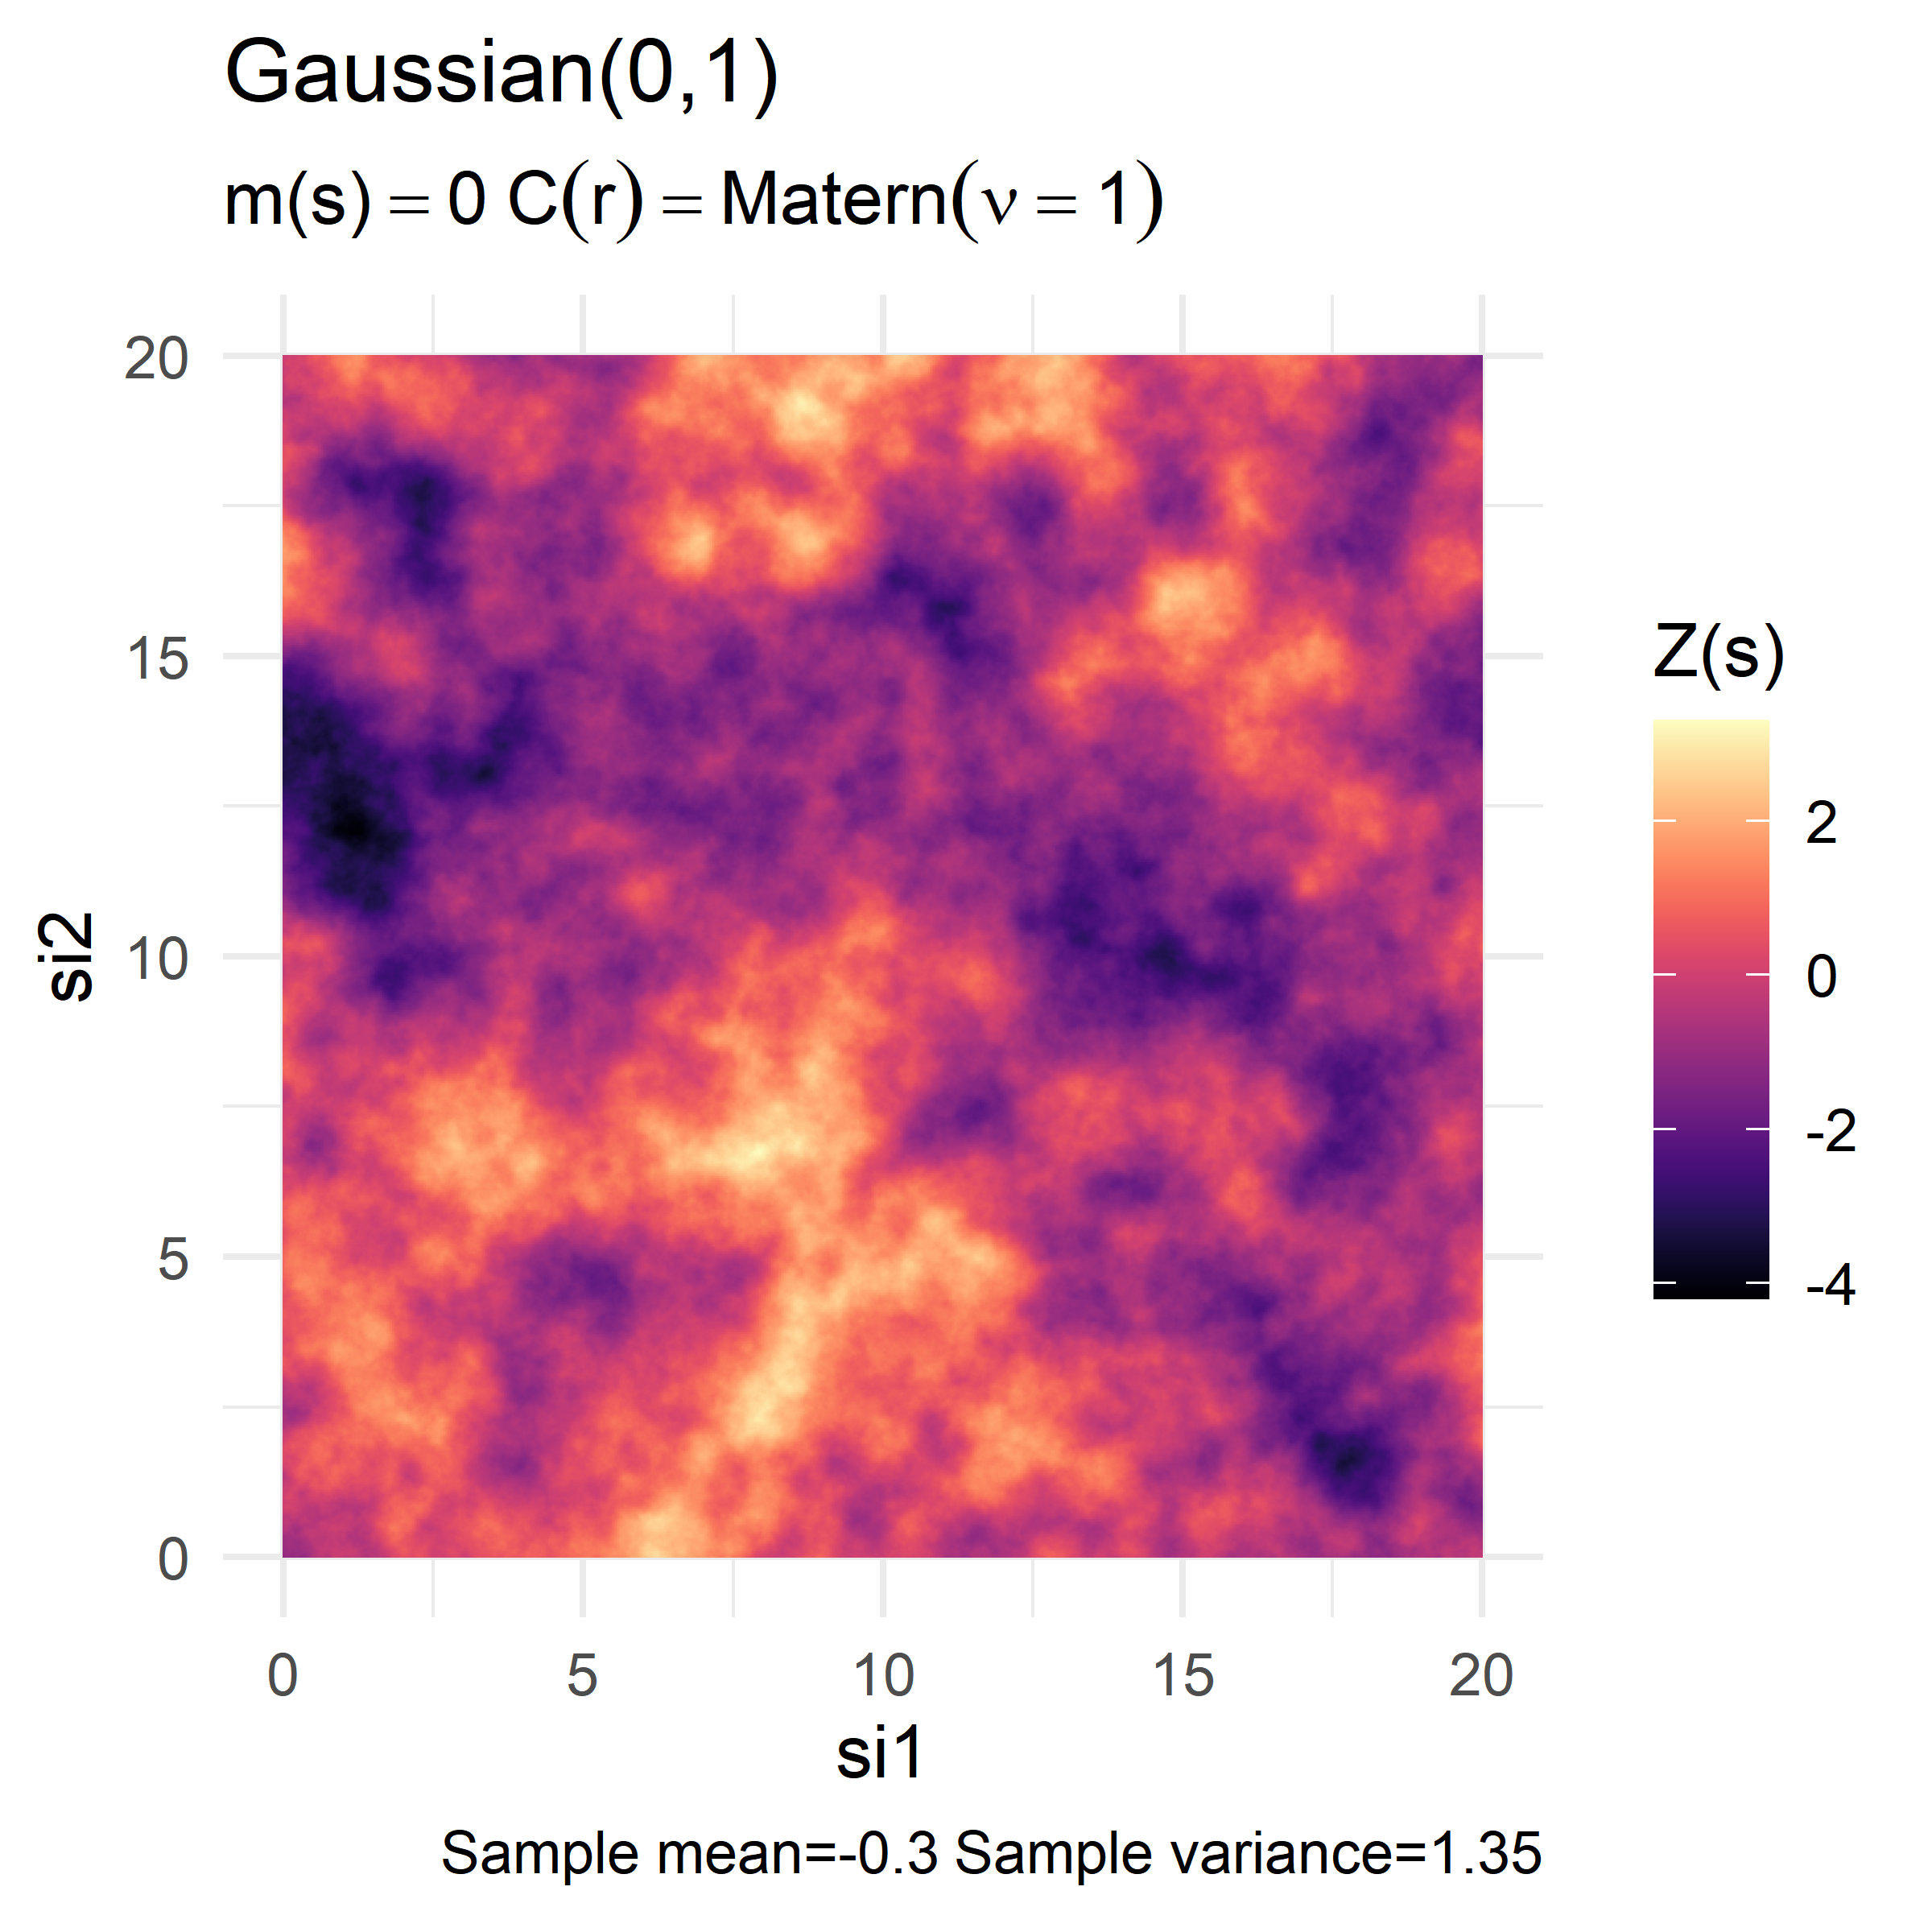 Gaussian(0,1)
m(s) = 0 C(r) = Matern(ν = 1)
20
15
10
5
0
si2
0 5 10 15 20
si1
Z(s)
2
0
-2
-4
Sample mean=-0.3 Sample variance=1.35